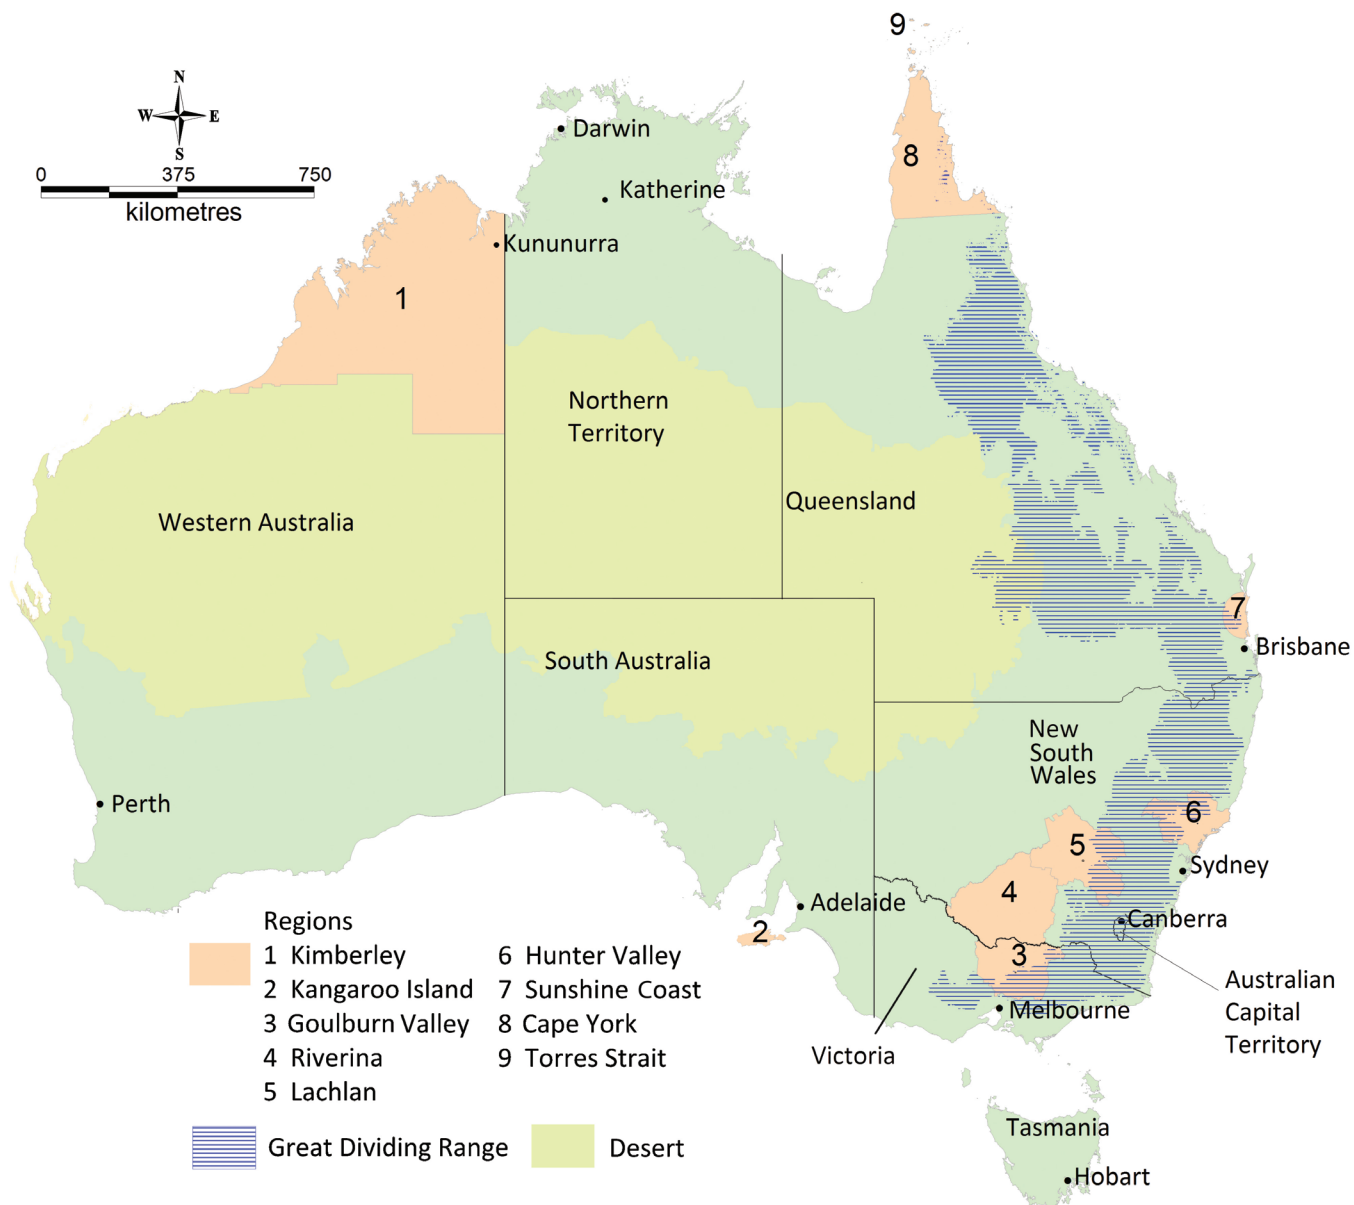 9
N
W E
S
0 375 750
kilometres
Darwin
8
Katherine
Kununurra
1
Northern
Territory
Queensland
Western Australia
7
Brisbane
South Australia
New
South
Wales
Perth
6
5
Sydney
4
Adelaide
Canberra
2
3
Australian
Capital
Territory
Melbourne
Victoria
Regions
1 Kimberley
2 Kangaroo Island
3 Goulburn Valley
4 Riverina
5 Lachlan
6 Hunter Valley
7 Sunshine Coast
8 Cape York
9 Torres Strait
Great Dividing Range
Desert
Tasmania
Hobart